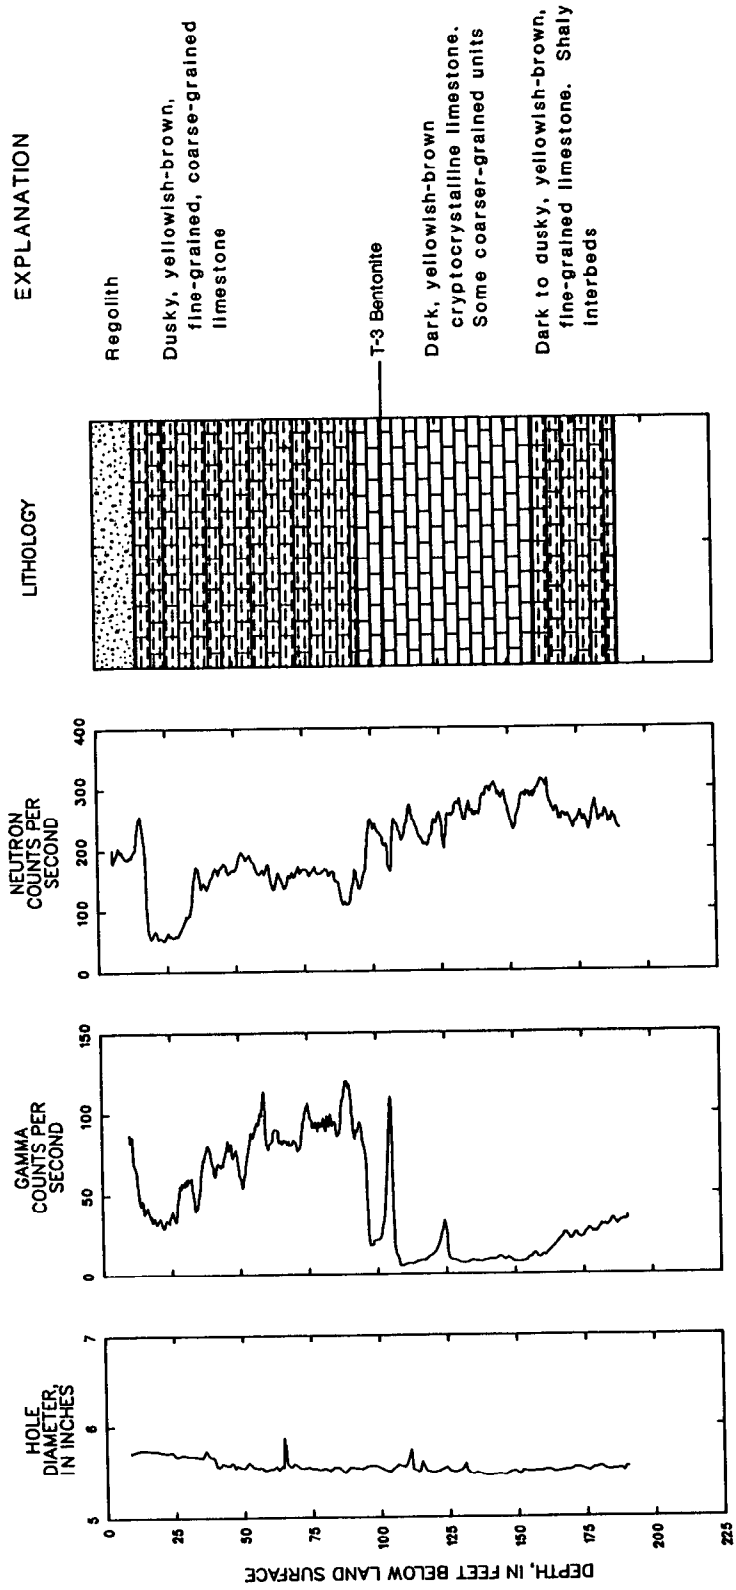 HOLE
DIAMETER,
IN INCHES
5
6
7
GAMMA
COUNTS PER
SECOND
0
50
100
150
NEUTRON
COUNTS PER
SECOND
0
100
200
300
400
LITHOLOGY
EXPLANATION
DEPTH, IN FEET BELOW LAND SURFACE
0
25
50
75
100
125
150
175
200
225
Regolith
Dusky, yellowish-brown,
fine-grained, coarse-grained
limestone
T-3 Bentonite
Dark, yellowish-brown
cryptocrystalline limestone.
Some coarser-grained units
Dark to dusky, yellowish-brown,
fine-grained limestone. Shaly
interbeds